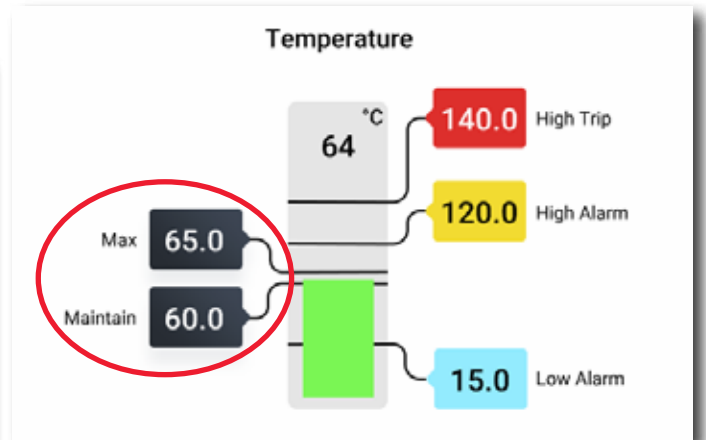 Temperature
°C
64
140.0 High Trip
120.0 High Alarm
Max 65.0
Maintain 60.0
15.0 Low Alarm